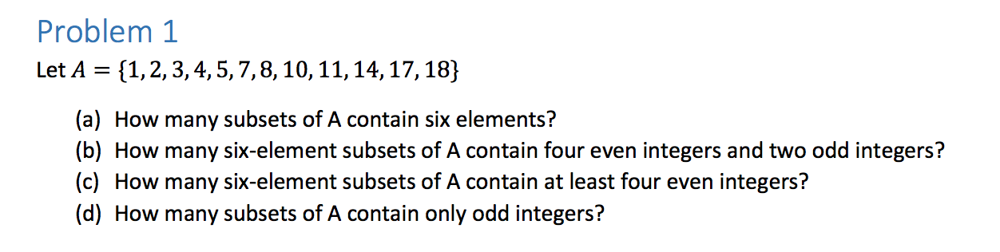 Problem 1
Let A = {1, 2, 3, 4, 5, 7, 8, 10, 11, 14, 17, 18}
(a) How many subsets of A contain six elements?
(b) How many six-element subsets of A contain four even integers and two odd integers?
(c) How many six-element subsets of A contain at least four even integers?
(d) How many subsets of A contain only odd integers?